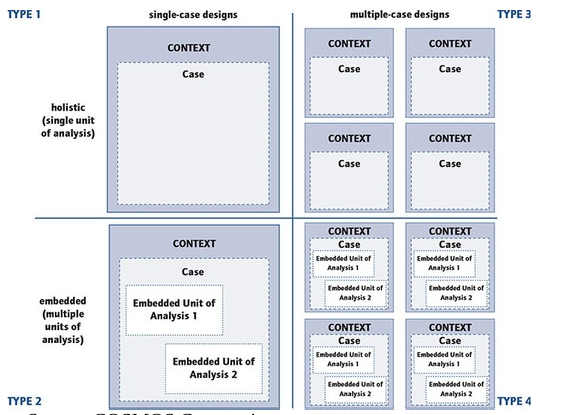 TYPE 1
single-case designs
multiple-case designs
TYPE 3
holistic
(single unit
of analysis)
CONTEXT
Case
CONTEXT
Case
CONTEXT
Case
CONTEXT
Case
CONTEXT
Case
embedded
(multiple
units of
analysis)
CONTEXT
Case
Embedded Unit of
Analysis 1
Embedded Unit of
Analysis 2
CONTEXT
Case
Embedded Unit of
Analysis 1
Embedded Unit of
Analysis 2
CONTEXT
Case
Embedded Unit of
Analysis 1
Embedded Unit of
Analysis 2
CONTEXT
Case
Embedded Unit of
Analysis 1
Embedded Unit of
Analysis 2
CONTEXT
Case
Embedded Unit of
Analysis 1
Embedded Unit of
Analysis 2
TYPE 2
TYPE 4